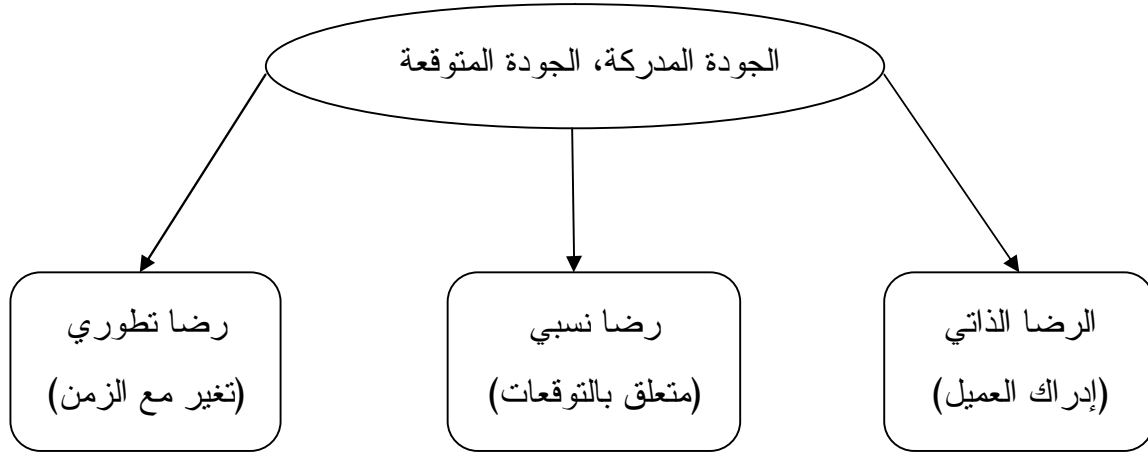 الجودة المدركة، الجودة المتوقعة
الرضا الذاتي
(إدراك العميل)
رضا نسبي
(متعلق بالتوقعات)
رضا تطوري
(تغير مع الزمن)